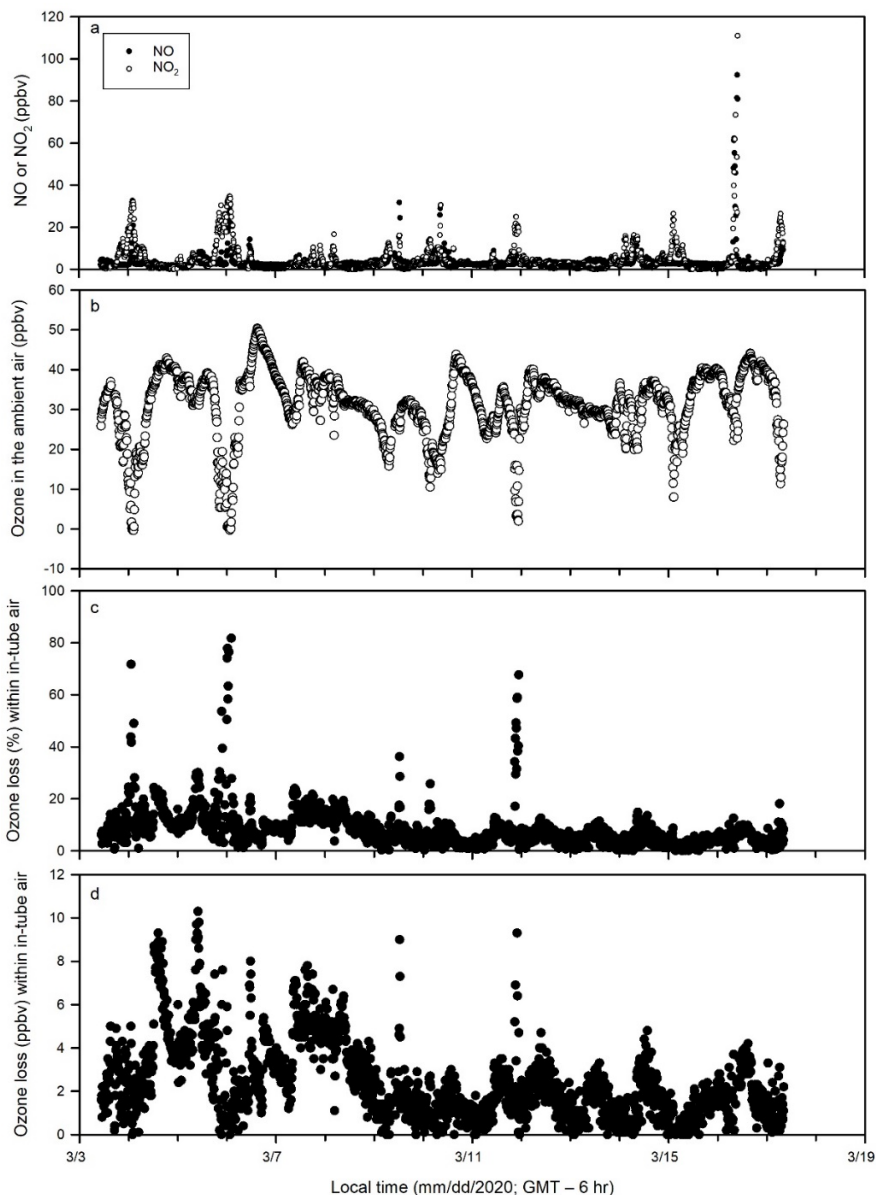 a
NO
NO2
NO or NO2 (ppbv)
120
100
80
60
40
20
0
b
Ozone in the ambient air (ppbv)
60
50
40
30
20
10
0
-10
c
Ozone loss (%) within in-tube air
100
80
60
40
20
0
d
Ozone loss (ppbv) within in-tube air
12
10
8
6
4
2
0
3/3 3/7 3/11 3/15 3/19
Local time (mm/dd/2020; GMT – 6 hr)